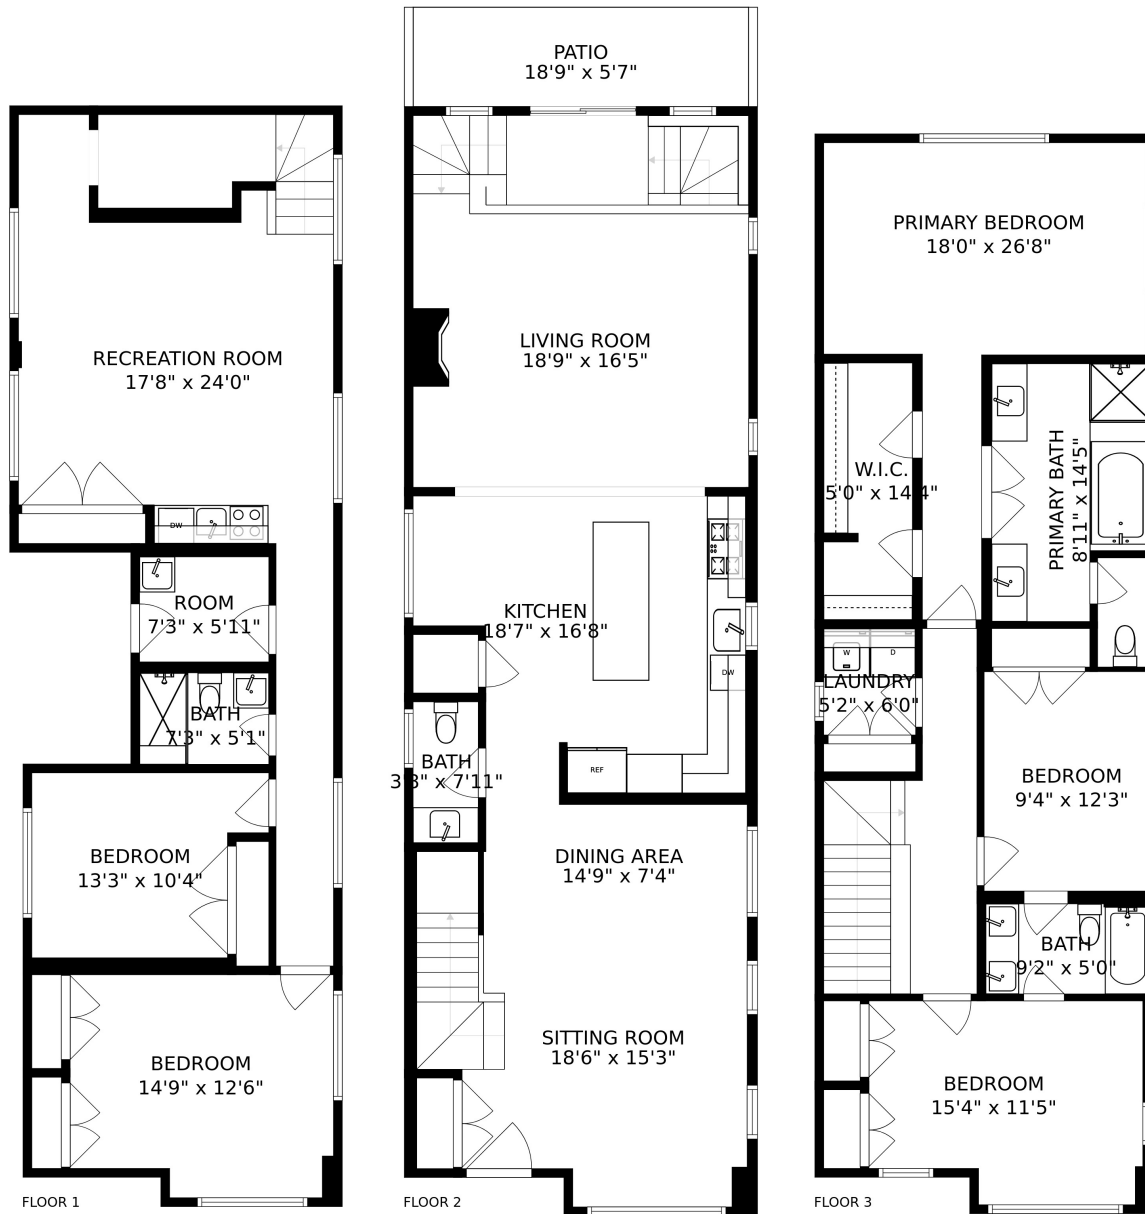 RECREATION ROOM
17'8" x 24'0"
DW
ROOM
7'3" x 5'11"
BATH
7'3" x 5'1"
BEDROOM
13'3" x 10'4"
BEDROOM
14'9" x 12'6"
FLOOR 1
PATIO
18'9" x 5'7"
LIVING ROOM
18'9" x 16'5"
KITCHEN
18'7" x 16'8"
DW
REF
BATH
3'3" x 7'11"
DINING AREA
14'9" x 7'4"
SITTING ROOM
18'6" x 15'3"
FLOOR 2
PRIMARY BEDROOM
18'0" x 26'8"
W.I.C.
5'0" x 14'4"
PRIMARY BATH
8'11" x 14'5"
W
D
LAUNDRY
5'2" x 6'0"
BEDROOM
9'4" x 12'3"
BATH
9'2" x 5'0"
BEDROOM
15'4" x 11'5"
FLOOR 3